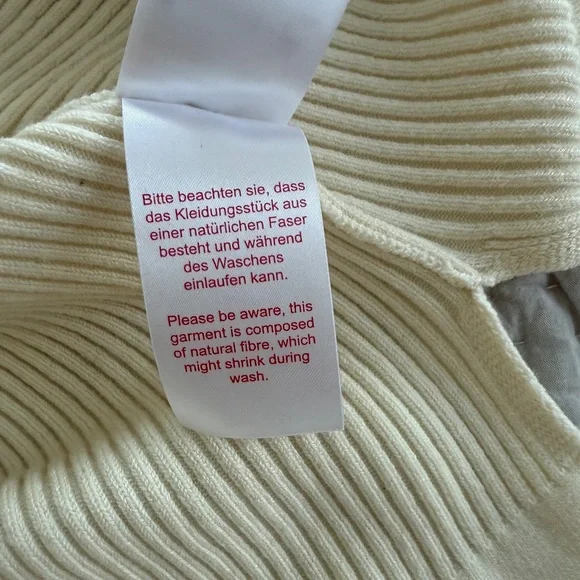 Bitte beachten sie, dass
das Kleidungsstück aus
einer natürlichen Faser
besteht und während
des Waschens
einlaufen kann.
Please be aware, this
garment is composed
of natural fibre, which
might shrink during
wash.